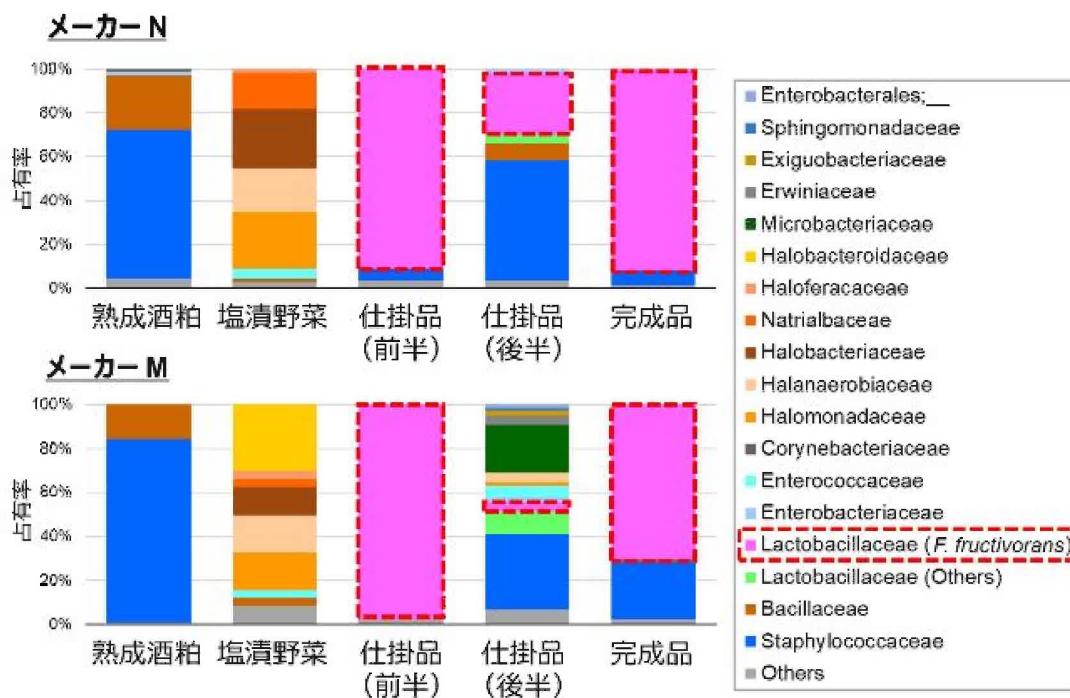 メーカーN
100%
80%
60%
40%
20%
0%
占有率
熟成酒粕
塩漬野菜
仕掛品
(前半)
仕掛品
(後半)
完成品
メーカーM
100%
80%
60%
40%
20%
0%
占有率
熟成酒粕
塩漬野菜
仕掛品
(前半)
仕掛品
(後半)
完成品
Enterobacterales;__
Sphingomonadaceae
Exiguobacteriaceae
Erwiniaceae
Microbacteriaceae
Halobacteroidaceae
Haloferacaceae
Natrialbaceae
Halobacteriaceae
Halanaerobiaceae
Halomonadaceae
Corynebacteriaceae
Enterococcaceae
Enterobacteriaceae
Lactobacillaceae (F. fructivorans)
Lactobacillaceae (Others)
Bacillaceae
Staphylococcaceae
Others